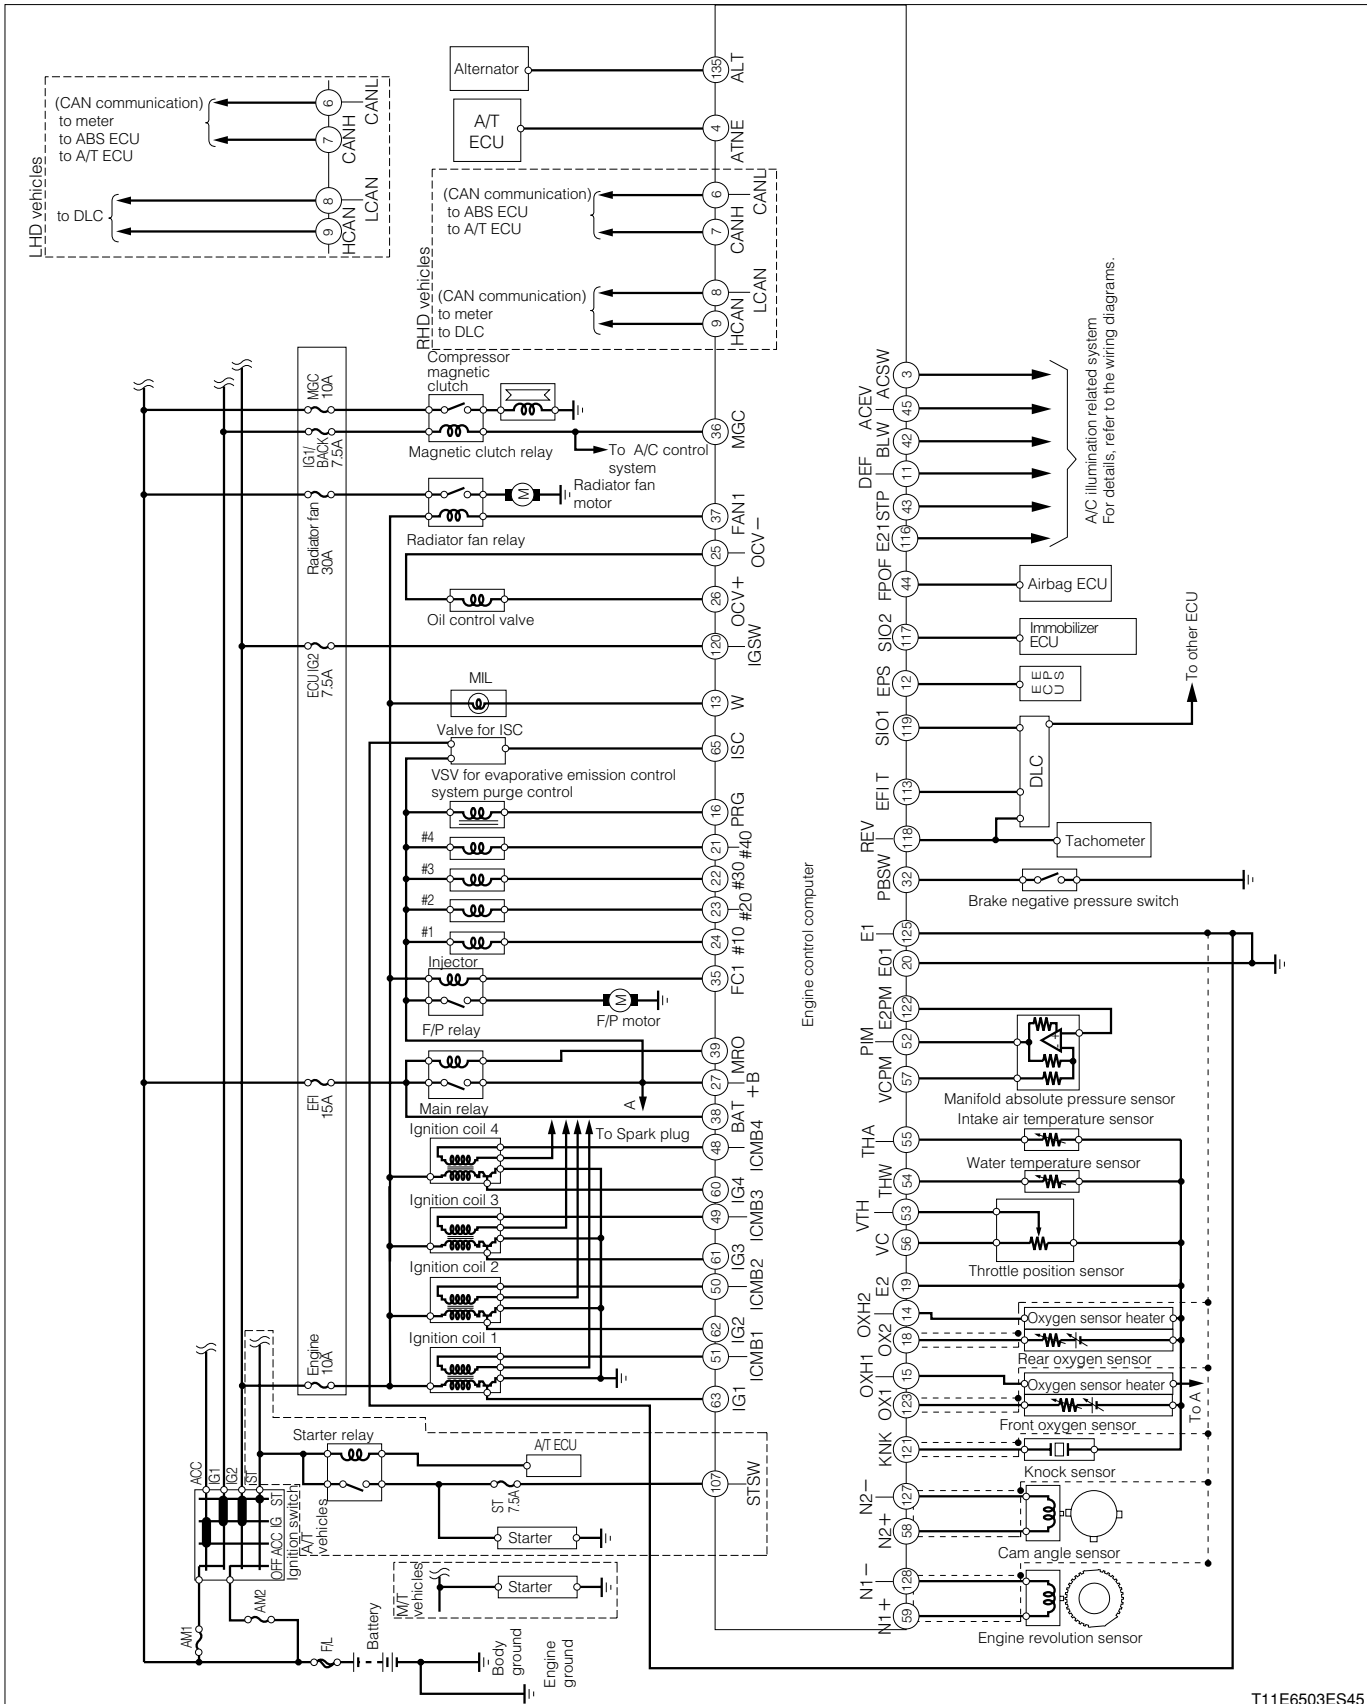 Alternator
135
ALT
A/T
ECU
4
ATNE
LHD vehicles
(CAN communication)
to meter
to ABS ECU
to A/T ECU
6
CANL
7
CANH
to DLC
8
LCAN
9
HCAN
RHD vehicles
(CAN communication)
to ABS ECU
to A/T ECU
6
CANL
7
CANH
(CAN communication)
to meter
to DLC
8
LCAN
9
HCAN
MGC
10A
Compressor
magnetic
clutch
IG1/
BACK
7.5A
Magnetic clutch relay
To A/C control
system
36
MGC
Radiator fan
30A
Radiator fan
motor
Radiator fan relay
37
FAN1
25
OCV−
Oil control valve
26
OCV+
ECU IG2
7.5A
120
IGSW
MIL
13
W
Valve for ISC
65
ISC
VSV for evaporative emission control
system purge control
16
PRG
#4
21
#40
#3
22
#30
#2
23
#20
#1
24
#10
Injector
35
FC1
M
M
F/P motor
F/P relay
39
MRO
EFI
15A
27
+B
Main relay
A
38
BAT
Ignition coil 4
To Spark plug
48
ICMB4
60
IG4
Ignition coil 3
49
ICMB3
61
IG3
Ignition coil 2
50
ICMB2
62
IG2
Ignition coil 1
51
ICMB1
Engine
10A
63
IG1
Starter relay
A/T ECU
ST
7.5A
107
STSW
Starter
A/T
vehicles
ACC
IG1
IG2
ST
OFF ACC IG ST
Ignition switch
M/T
vehicles
Starter
AM1
AM2
F/L
Battery
Body
ground
Engine
ground
Engine control computer
3
ACSW
45
ACEV
42
BLW
11
DEF
43
STP
116
E21
A/C illumination related system
For details, refer to the wiring diagrams.
44
FPOF
Airbag ECU
117
SIO2
Immobilizer
ECU
12
EPS
EPS
ECU
To other ECU
119
SIO1
DLC
113
EFI T
118
REV
Tachometer
32
PBSW
Brake negative pressure switch
125
E1
20
E01
122
E2PM
52
PIM
57
VCPM
Manifold absolute pressure sensor
Intake air temperature sensor
55
THA
Water temperature sensor
54
THW
53
VTH
56
VC
Throttle position sensor
19
E2
14
OXH2
Oxygen sensor heater
18
OX2
Rear oxygen sensor
15
OXH1
Oxygen sensor heater
To A
123
OX1
Front oxygen sensor
121
KNK
Knock sensor
127
N2−
58
N2+
Cam angle sensor
128
N1−
59
N1+
Engine revolution sensor
T11E6503ES45